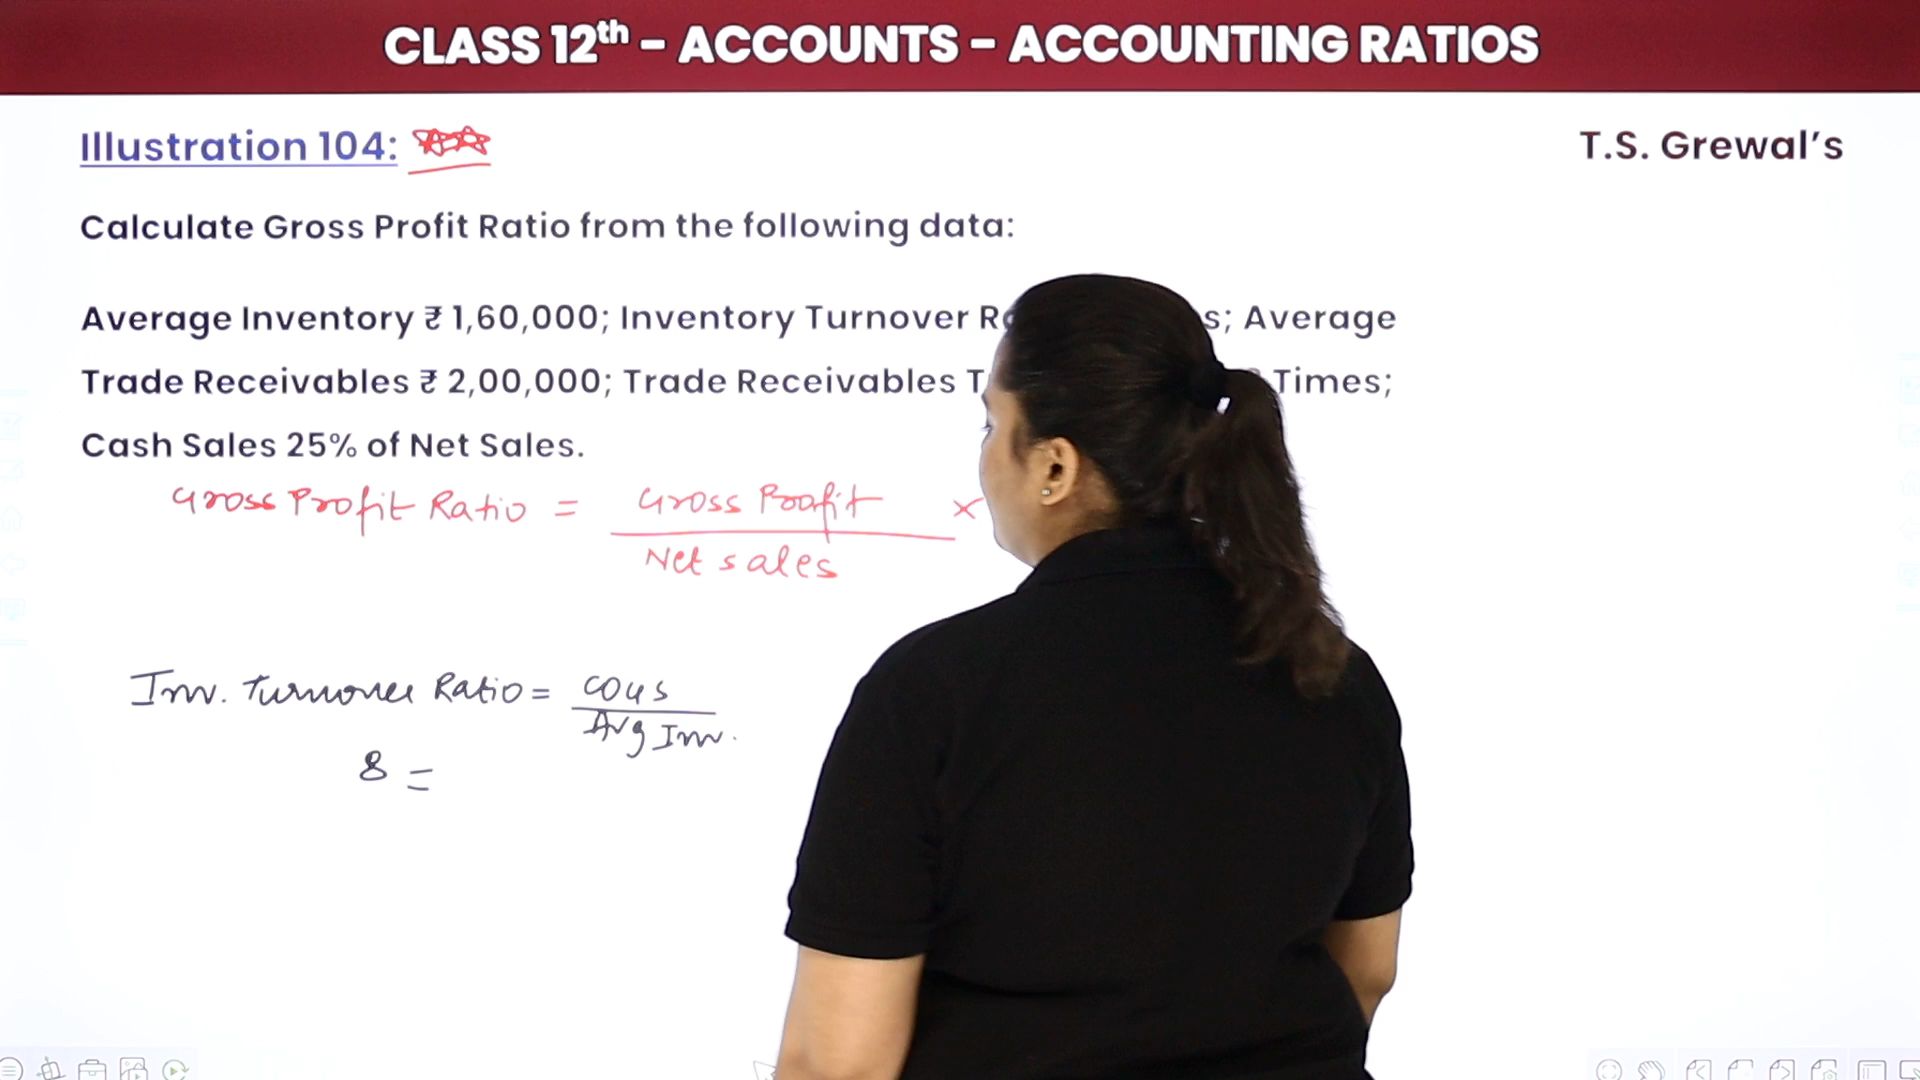 CLASS 12th – ACCOUNTS – ACCOUNTING RATIOS
Illustration 104:
T.S. Grewal's
Calculate Gross Profit Ratio from the following data:
Average Inventory ₹ 1,60,000; Inventory Turnover Average
Trade Receivables ₹ 2,00,000; Trade Receivables Times;
Cash Sales 25% of Net Sales.
Gross Profit Ratio = Gross Profit ×
Net sales
Inv. Turnover Ratio = COGS
Avg Inv.
8 =